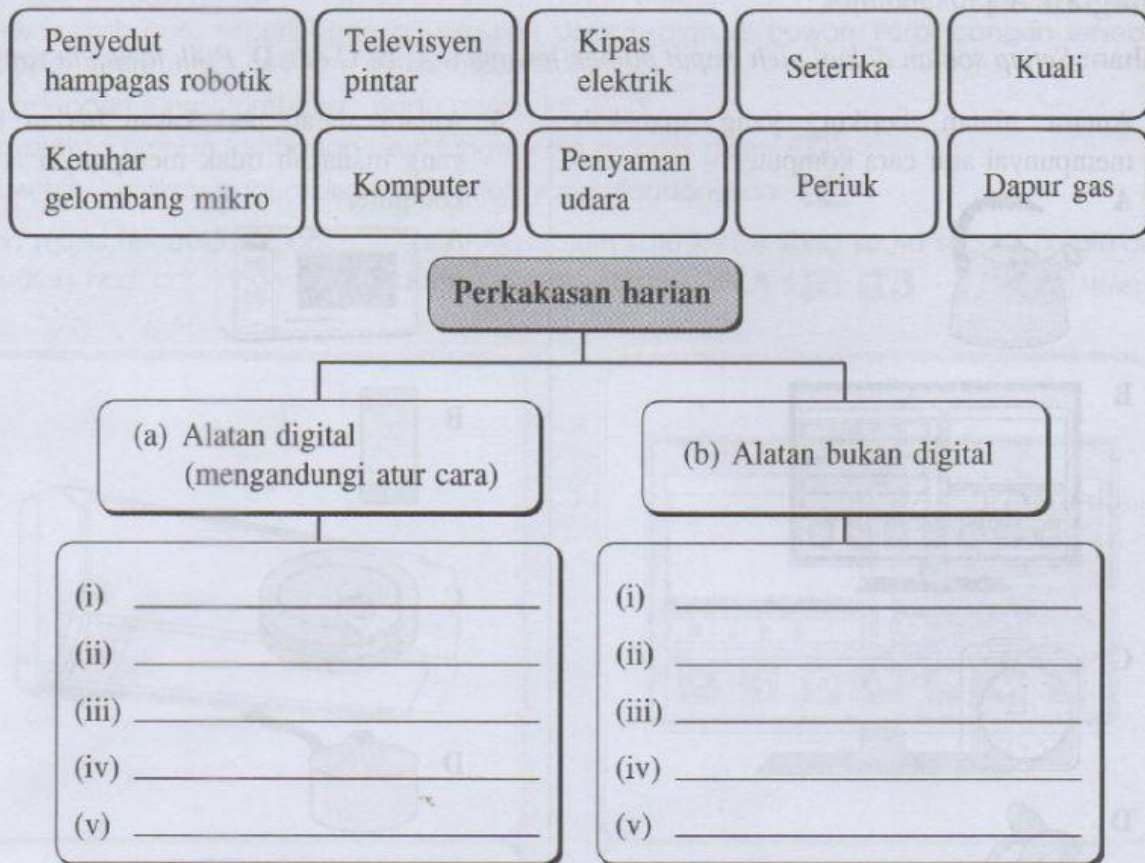 Penyedut
hampagas robotik
Televisyen
pintar
Kipas
elektrik
Seterika
Kuali
Ketuhar
gelombang mikro
Komputer
Penyaman
udara
Periuk
Dapur gas
Perkakasan harian
(a) Alatan digital
(mengandungi atur cara)
(b) Alatan bukan digital
(i)
(ii)
(iii)
(iv)
(v)
(i)
(ii)
(iii)
(iv)
(v)